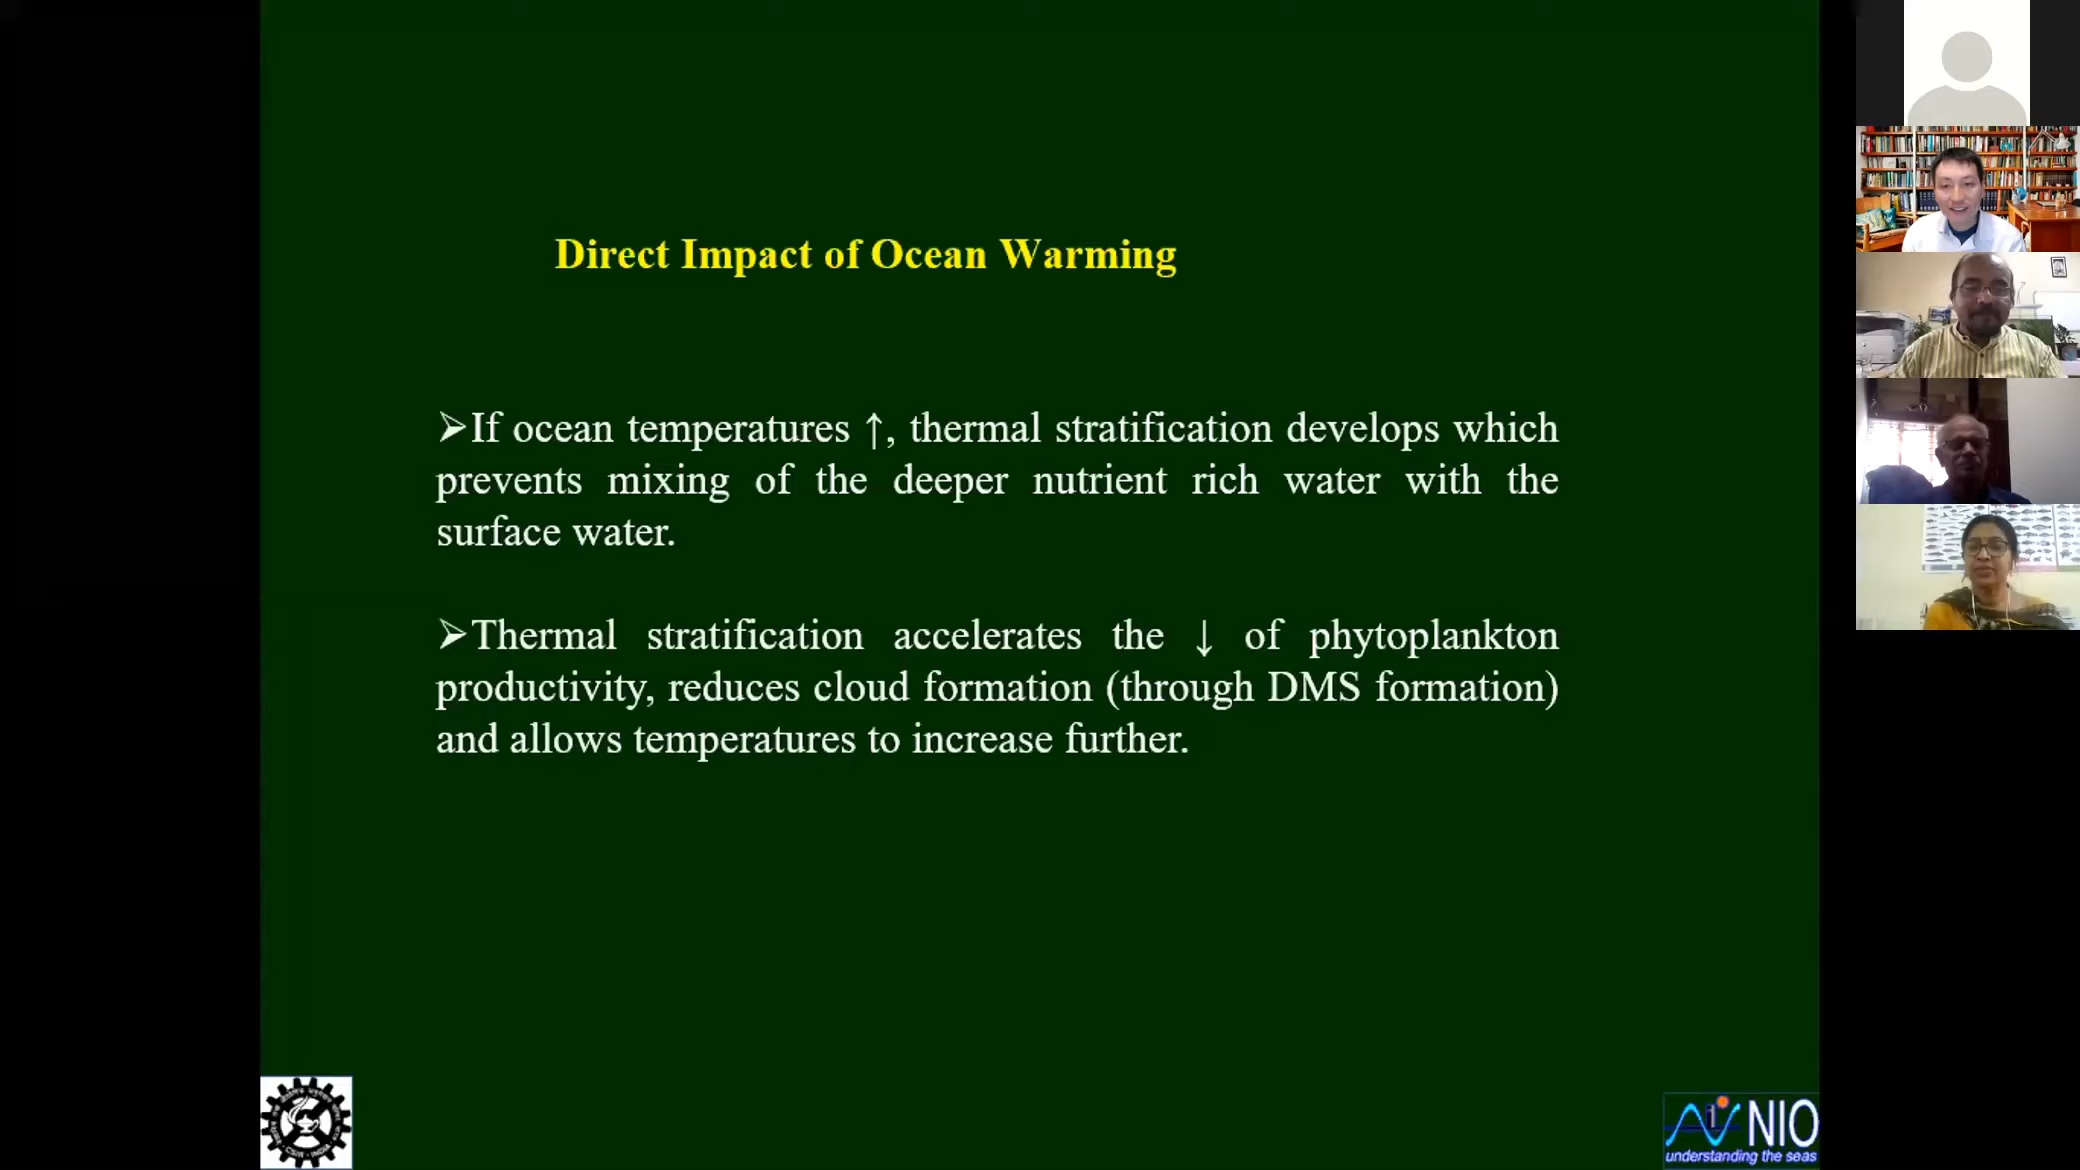 Direct Impact of Ocean Warming
➢If ocean temperatures ↑, thermal stratification develops which
prevents mixing of the deeper nutrient rich water with the
surface water.
➢Thermal stratification accelerates the ↓ of phytoplankton
productivity, reduces cloud formation (through DMS formation)
and allows temperatures to increase further.
NIO
understanding the seas